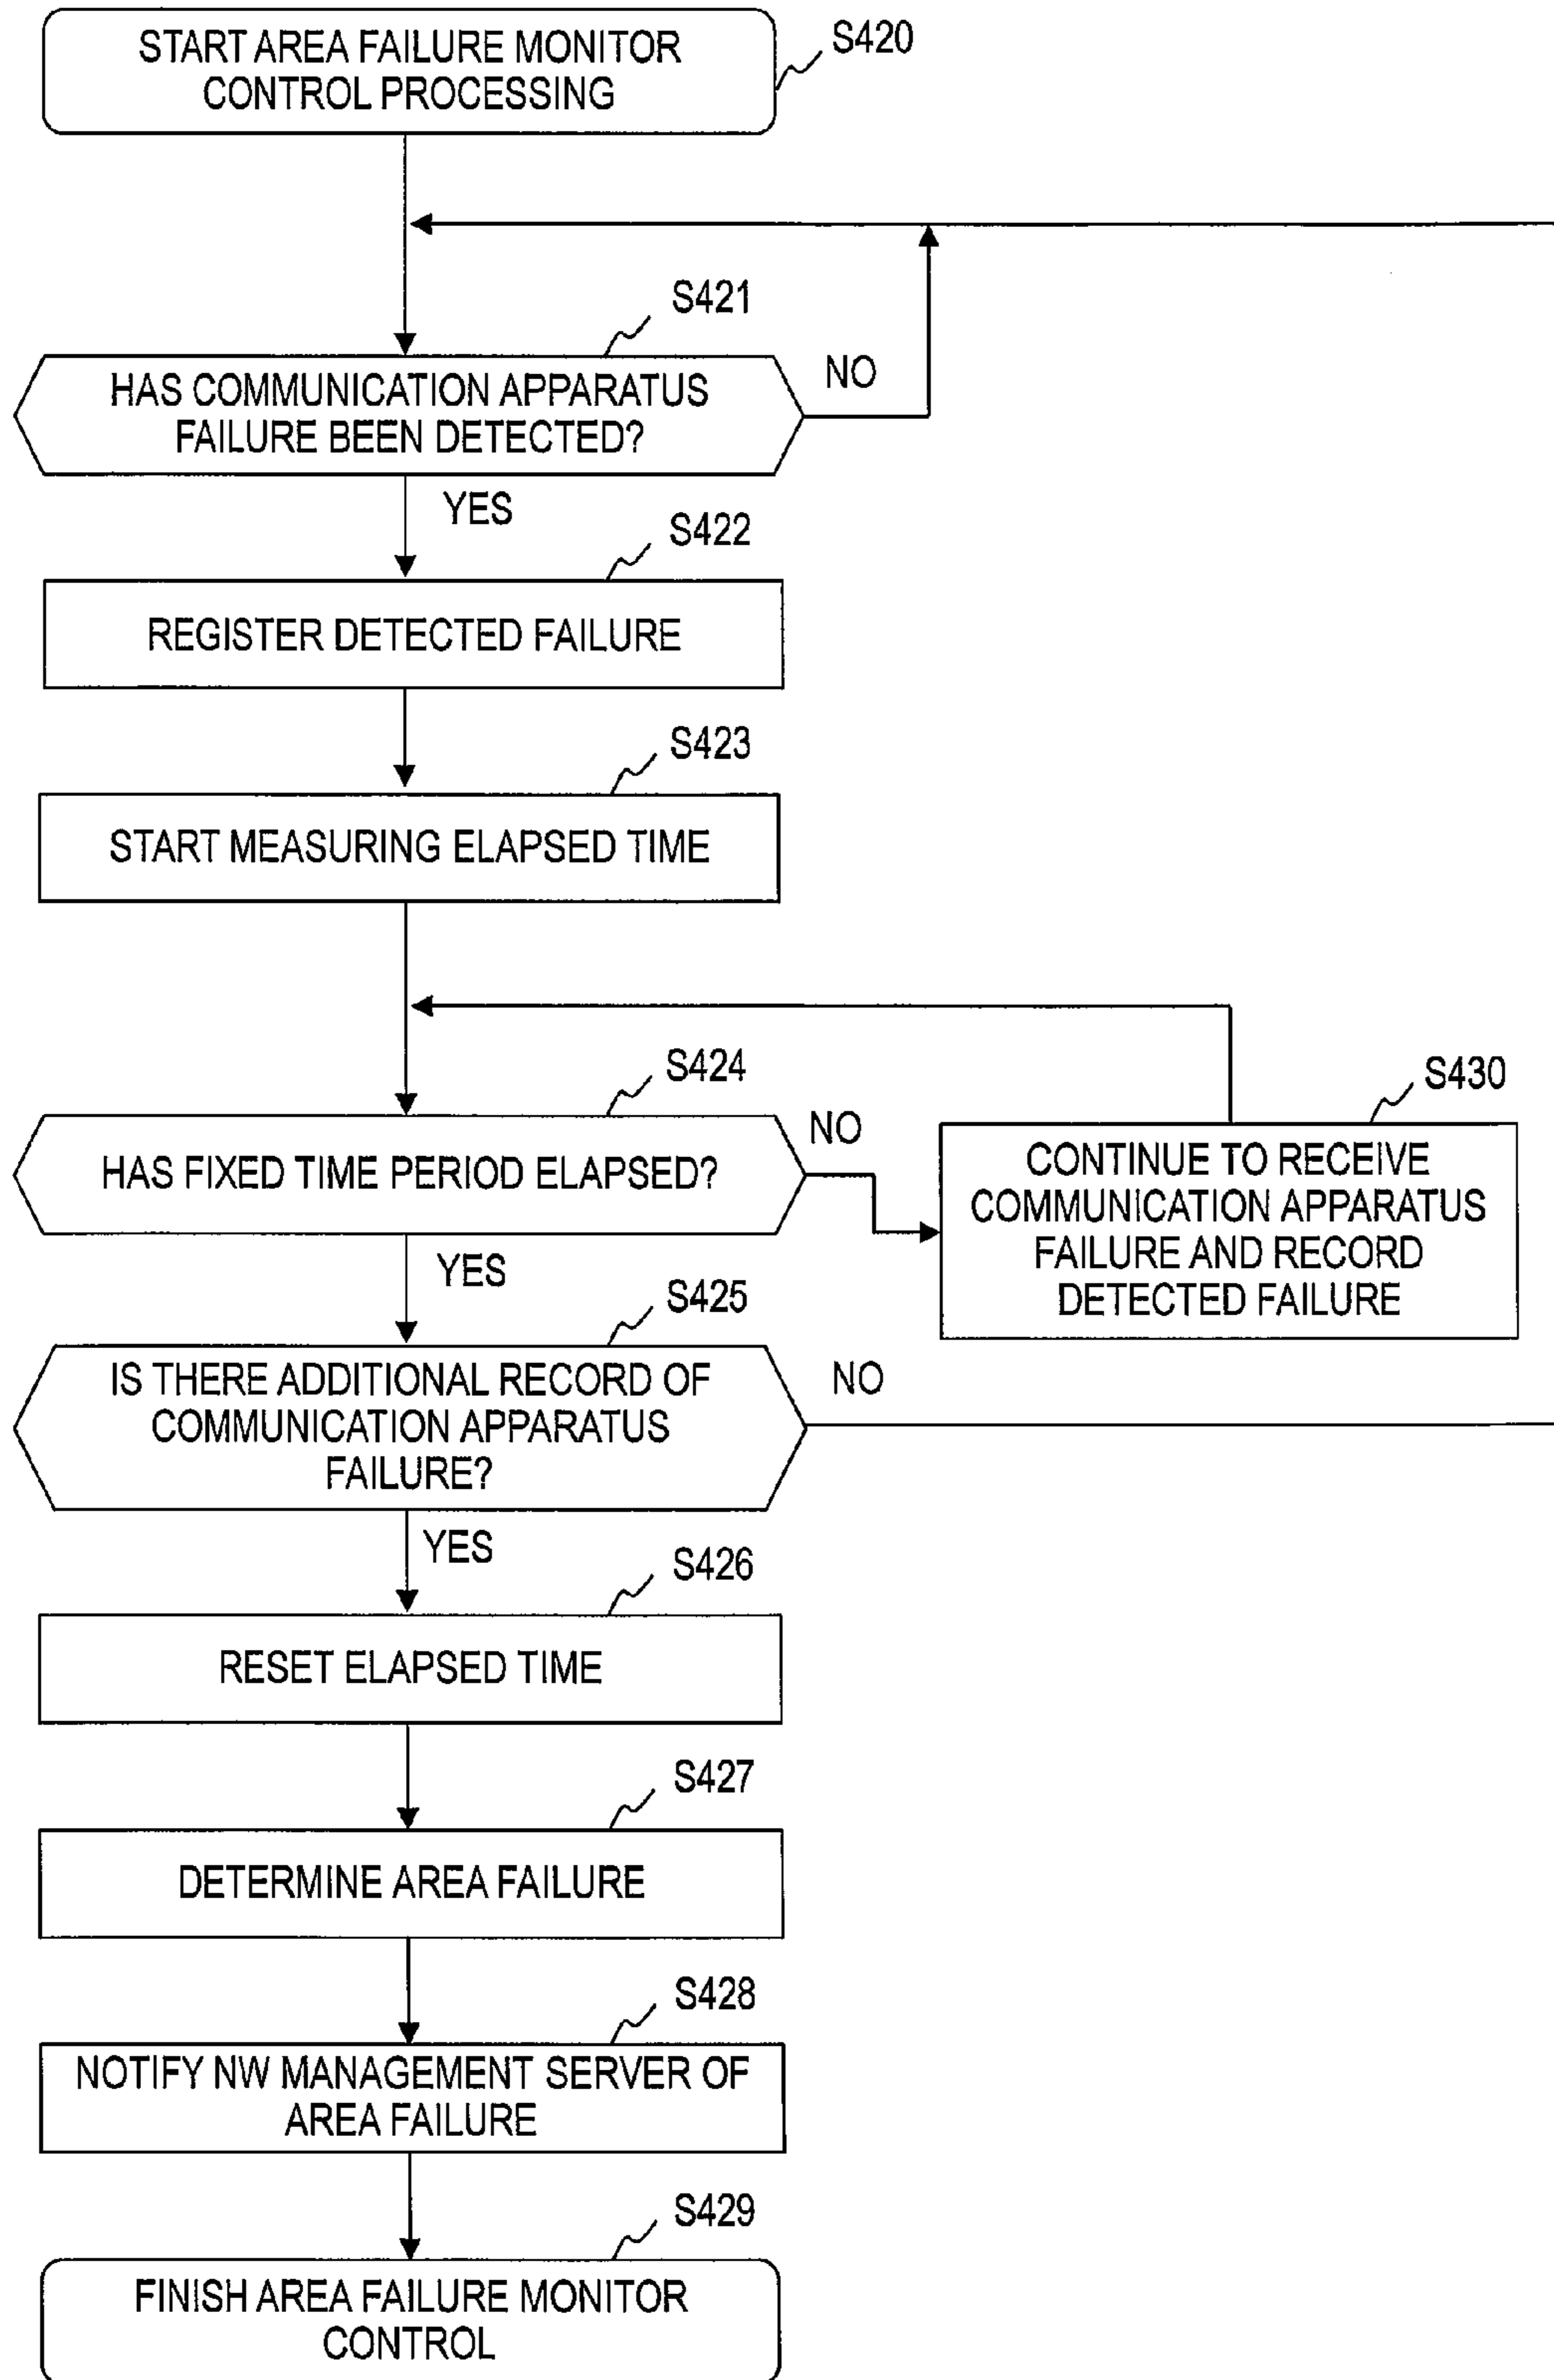 START AREA FAILURE MONITOR
CONTROL PROCESSING
S420
S421
HAS COMMUNICATION APPARATUS
FAILURE BEEN DETECTED?
NO
YES
S422
REGISTER DETECTED FAILURE
S423
START MEASURING ELAPSED TIME
S424
HAS FIXED TIME PERIOD ELAPSED?
NO
S430
CONTINUE TO RECEIVE
COMMUNICATION APPARATUS
FAILURE AND RECORD
DETECTED FAILURE
YES
S425
IS THERE ADDITIONAL RECORD OF
COMMUNICATION APPARATUS
FAILURE?
NO
YES
S426
RESET ELAPSED TIME
S427
DETERMINE AREA FAILURE
S428
NOTIFY NW MANAGEMENT SERVER OF
AREA FAILURE
S429
FINISH AREA FAILURE MONITOR
CONTROL